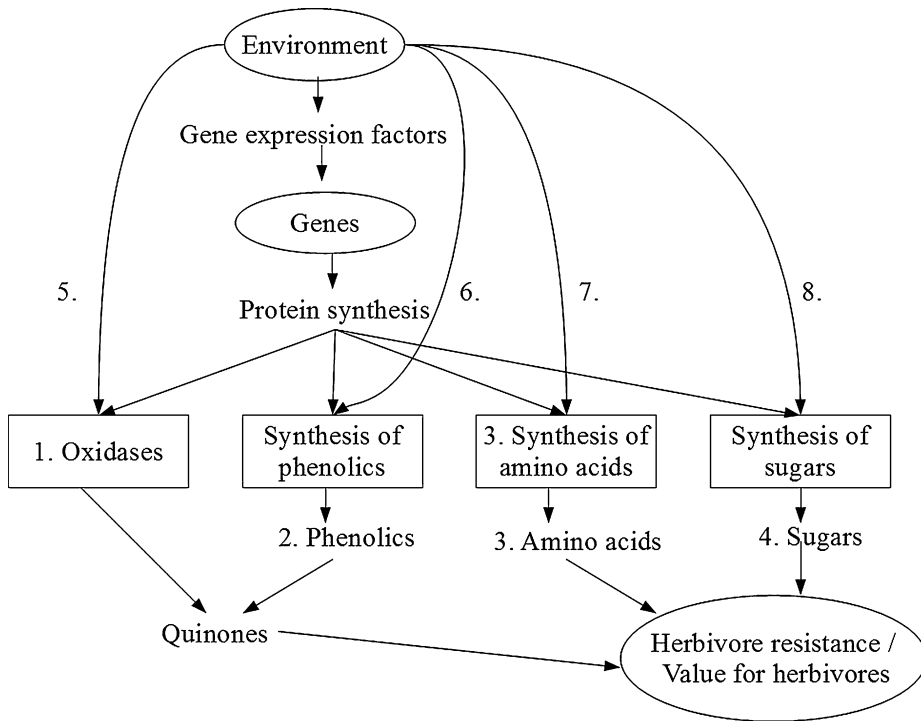 Environment
Gene expression factors
Genes
5.
6.
7.
8.
Protein synthesis
1. Oxidases
Synthesis of
phenolics
3. Synthesis of
amino acids
Synthesis of
sugars
2. Phenolics
3. Amino acids
4. Sugars
Quinones
Herbivore resistance /
Value for herbivores